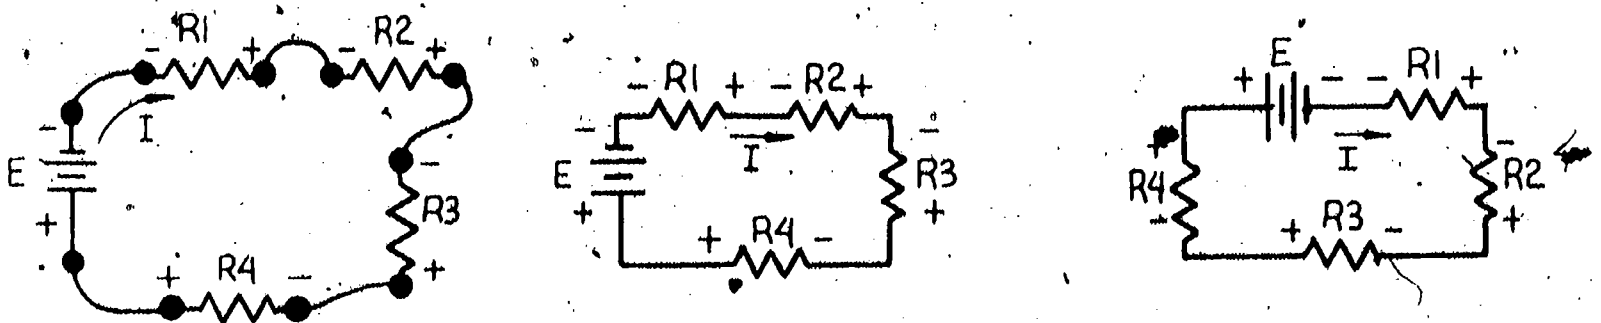 - R1 + - R2 +
- I -
E R3
+ + R4 - +
- R1 + - R2 +
- I -
E R3
+ + R4 - +
+ E - - R1 +
+ I -
R4 R2
- + R3 - +